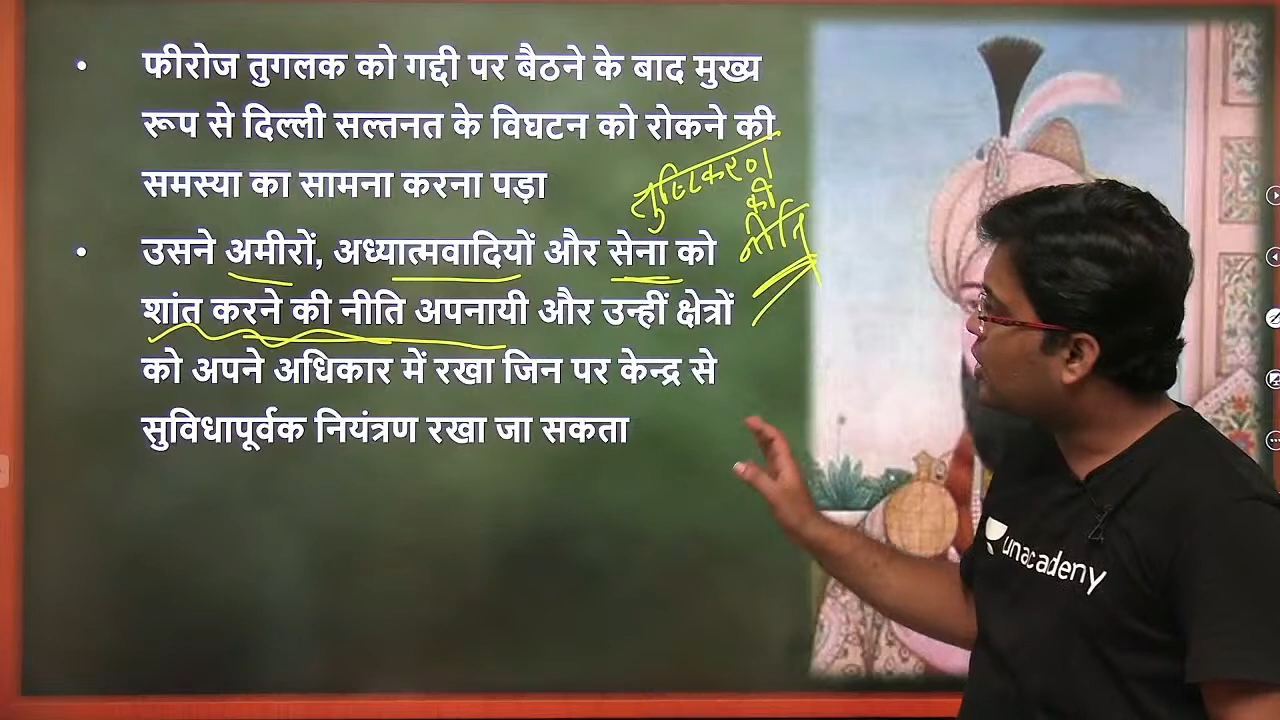 • फीरोज तुगलक को गद्दी पर बैठने के बाद मुख्य
रूप से दिल्ली सल्तनत के विघटन को रोकने की
समस्या का सामना करना पड़ा
• उसने अमीरों, अध्यात्मवादियों और सेना को
शांत करने की नीति अपनायी और उन्हीं क्षेत्रों
को अपने अधिकार में रखा जिन पर केन्द्र से
सुविधापूर्वक नियंत्रण रखा जा सकता
तुष्टिकरण
की
नीति
unacademy